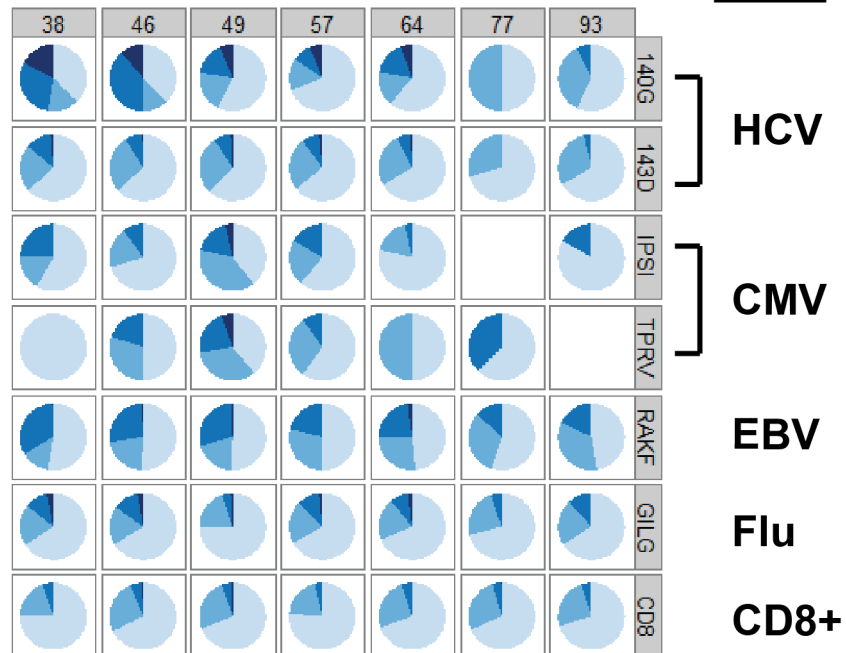 38 46 49 57 64 77 93
140G
HCV
143D
IPSI
CMV
TPRV
RAKF
EBV
GILG
Flu
CD8
CD8+